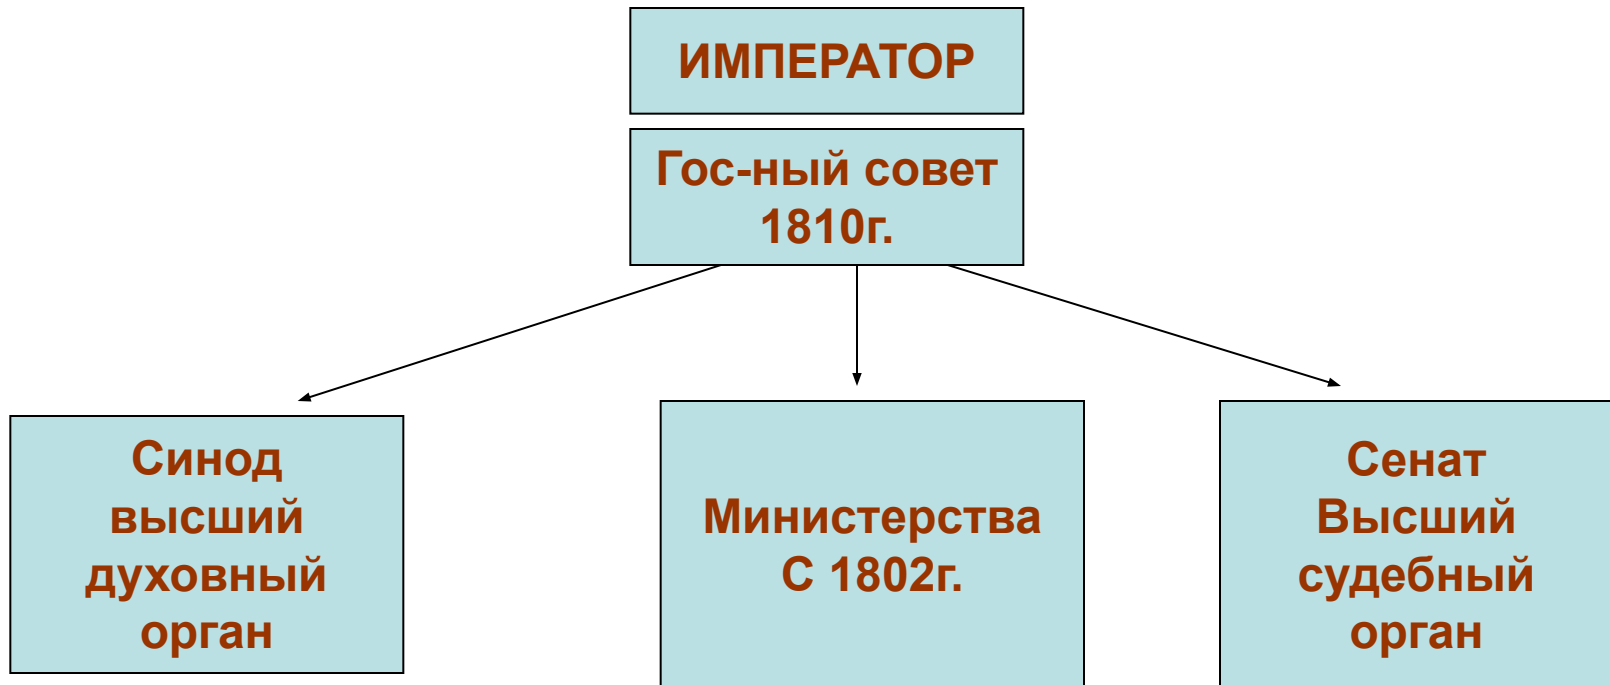 ИМПЕРАТОР
Гос-ный совет
1810г.
Синод
высший
духовный
орган
Министерства
С 1802г.
Сенат
Высший
судебный
орган